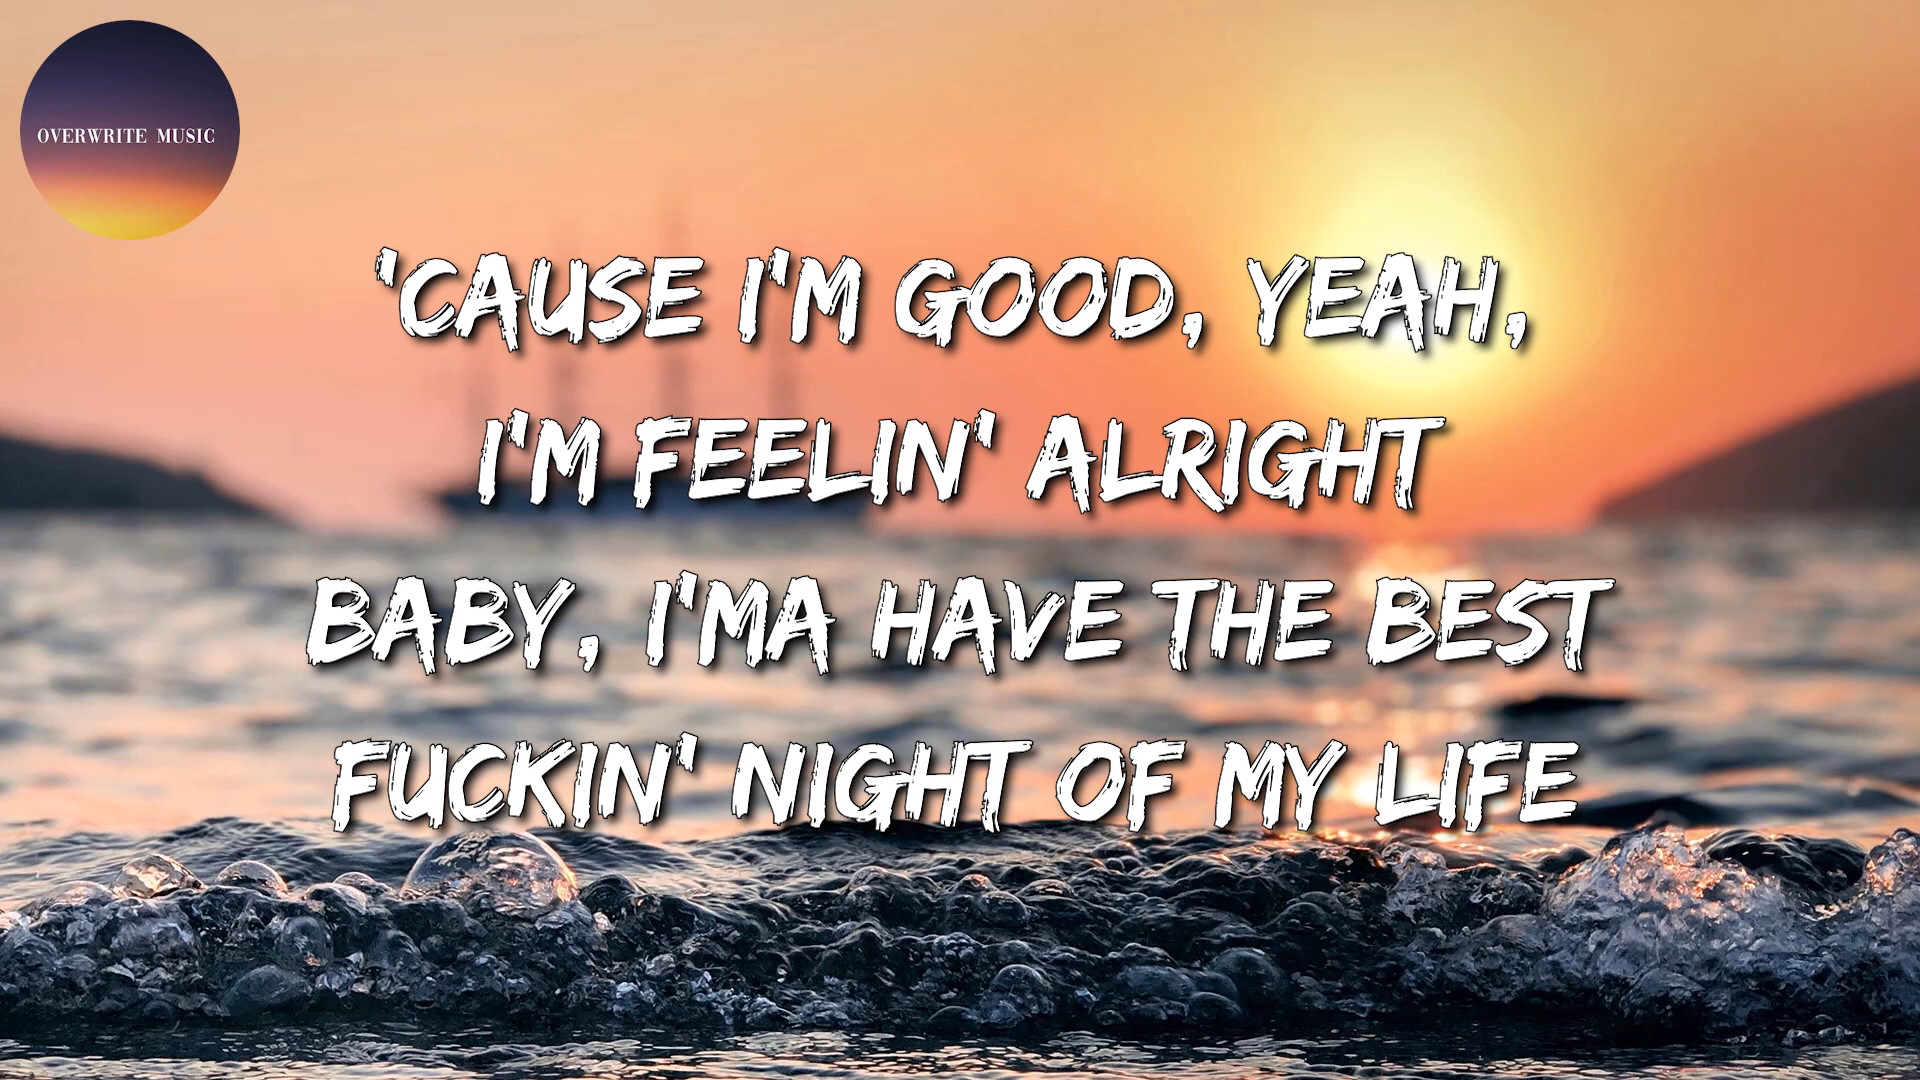 OVERWRITE MUSIC
'CAUSE I'M GOOD, YEAH,
I'M FEELIN' ALRIGHT
BABY, I'MA HAVE THE BEST
FUCKIN' NIGHT OF MY LIFE